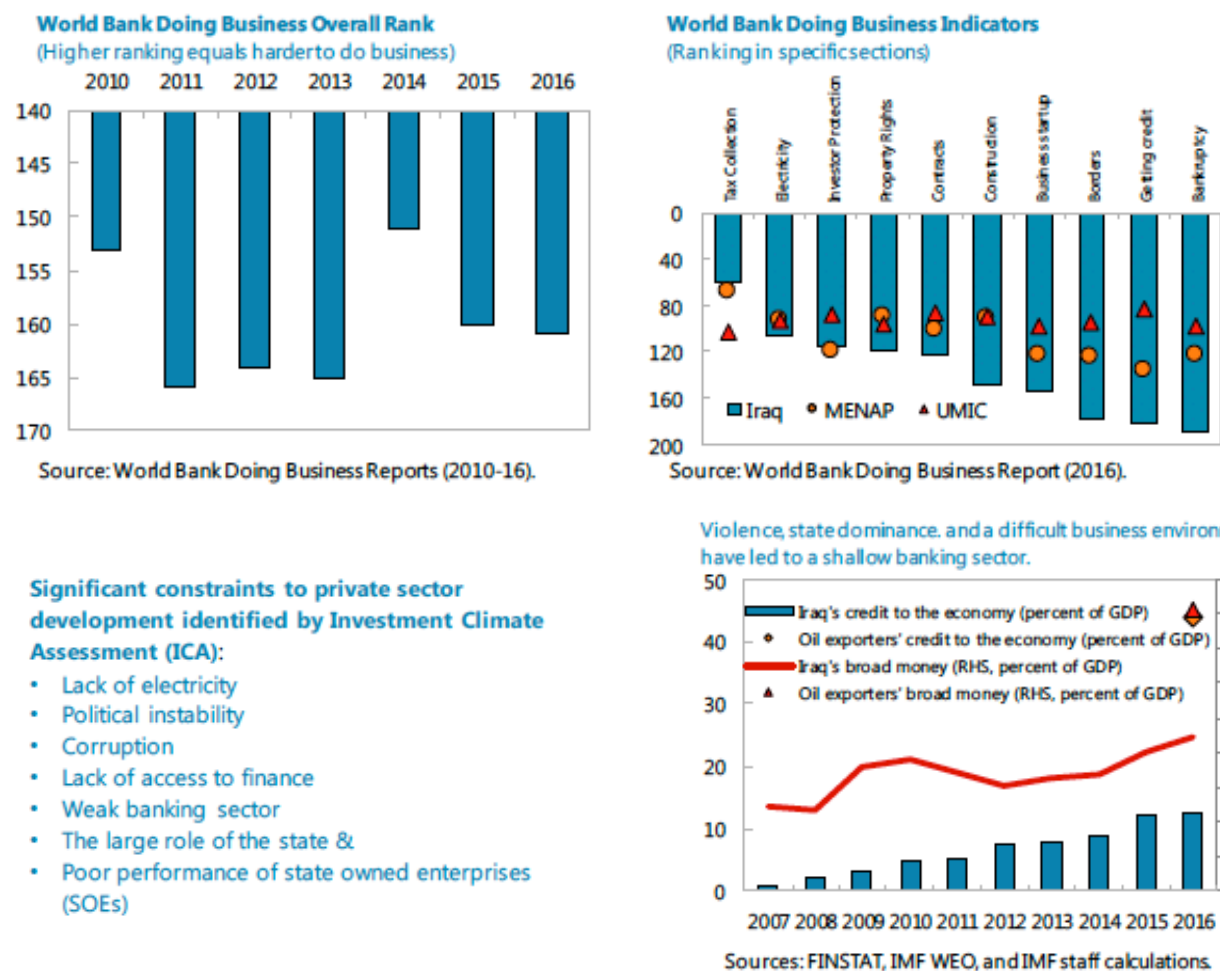 World Bank Doing Business Overall Rank
(Higher ranking equals harder to do business)
2010 2011 2012 2013 2014 2015 2016
140
145
150
155
160
165
170
Source: World Bank Doing Business Reports (2010-16).
World Bank Doing Business Indicators
(Ranking in specific sections)
Tax Collection
Electricity
Investor Protection
Property Rights
Contracts
Construction
Business startup
Borders
Getting credit
Bankruptcy
0
40
80
120
160
200
Iraq MENAP UMIC
Source: World Bank Doing Business Report (2016).
Significant constraints to private sector
development identified by Investment Climate
Assessment (ICA):
• Lack of electricity
• Political instability
• Corruption
• Lack of access to finance
• Weak banking sector
• The large role of the state &
• Poor performance of state owned enterprises
(SOEs)
Violence, state dominance. and a difficult business environ
have led to a shallow banking sector.
50
40
30
20
10
0
Iraq's credit to the economy (percent of GDP)
Oil exporters' credit to the economy (percent of GDP)
Iraq's broad money (RHS, percent of GDP)
Oil exporters' broad money (RHS, percent of GDP)
2007 2008 2009 2010 2011 2012 2013 2014 2015 2016
Sources: FINSTAT, IMF WEO, and IMF staff calculations.